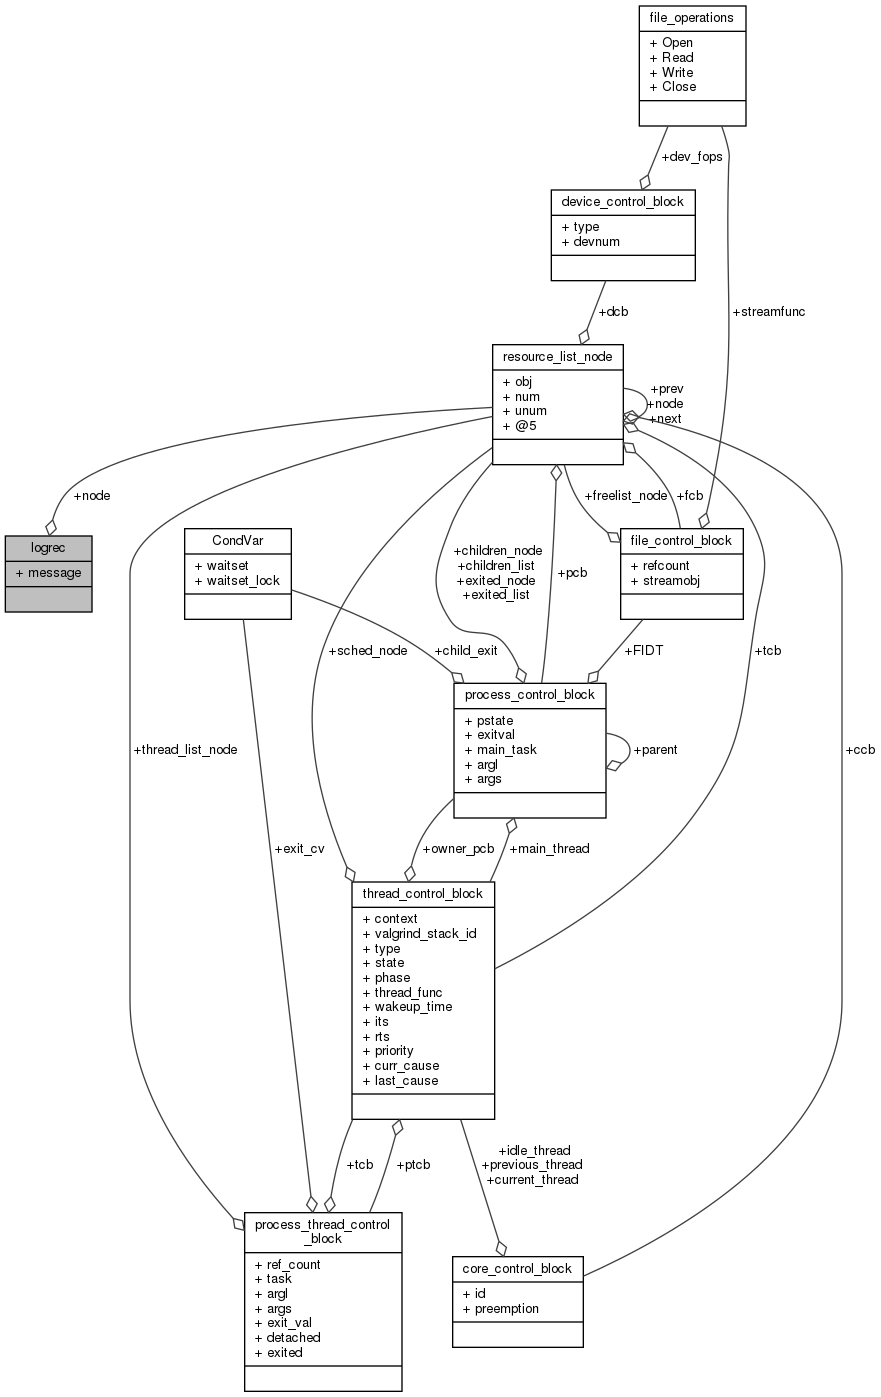 file_operations
+ Open
+ Read
+ Write
+ Close
+dev_fops
device_control_block
+ type
+ devnum
+dcb
+streamfunc
resource_list_node
+ obj
+ num
+ unum
+ @5
+prev
+node
+next
+node
+freelist_node
+fcb
logrec
+ message
CondVar
+ waitset
+ waitset_lock
file_control_block
+ refcount
+ streamobj
+children_node
+children_list
+exited_node
+exited_list
+pcb
+sched_node
+child_exit
+FIDT
+tcb
process_control_block
+ pstate
+ exitval
+ main_task
+ argl
+ args
+parent
+thread_list_node
+ccb
+exit_cv
+owner_pcb
+main_thread
thread_control_block
+ context
+ valgrind_stack_id
+ type
+ state
+ phase
+ thread_func
+ wakeup_time
+ its
+ rts
+ priority
+ curr_cause
+ last_cause
+tcb
+ptcb
+idle_thread
+previous_thread
+current_thread
process_thread_control
_block
+ ref_count
+ task
+ argl
+ args
+ exit_val
+ detached
+ exited
core_control_block
+ id
+ preemption